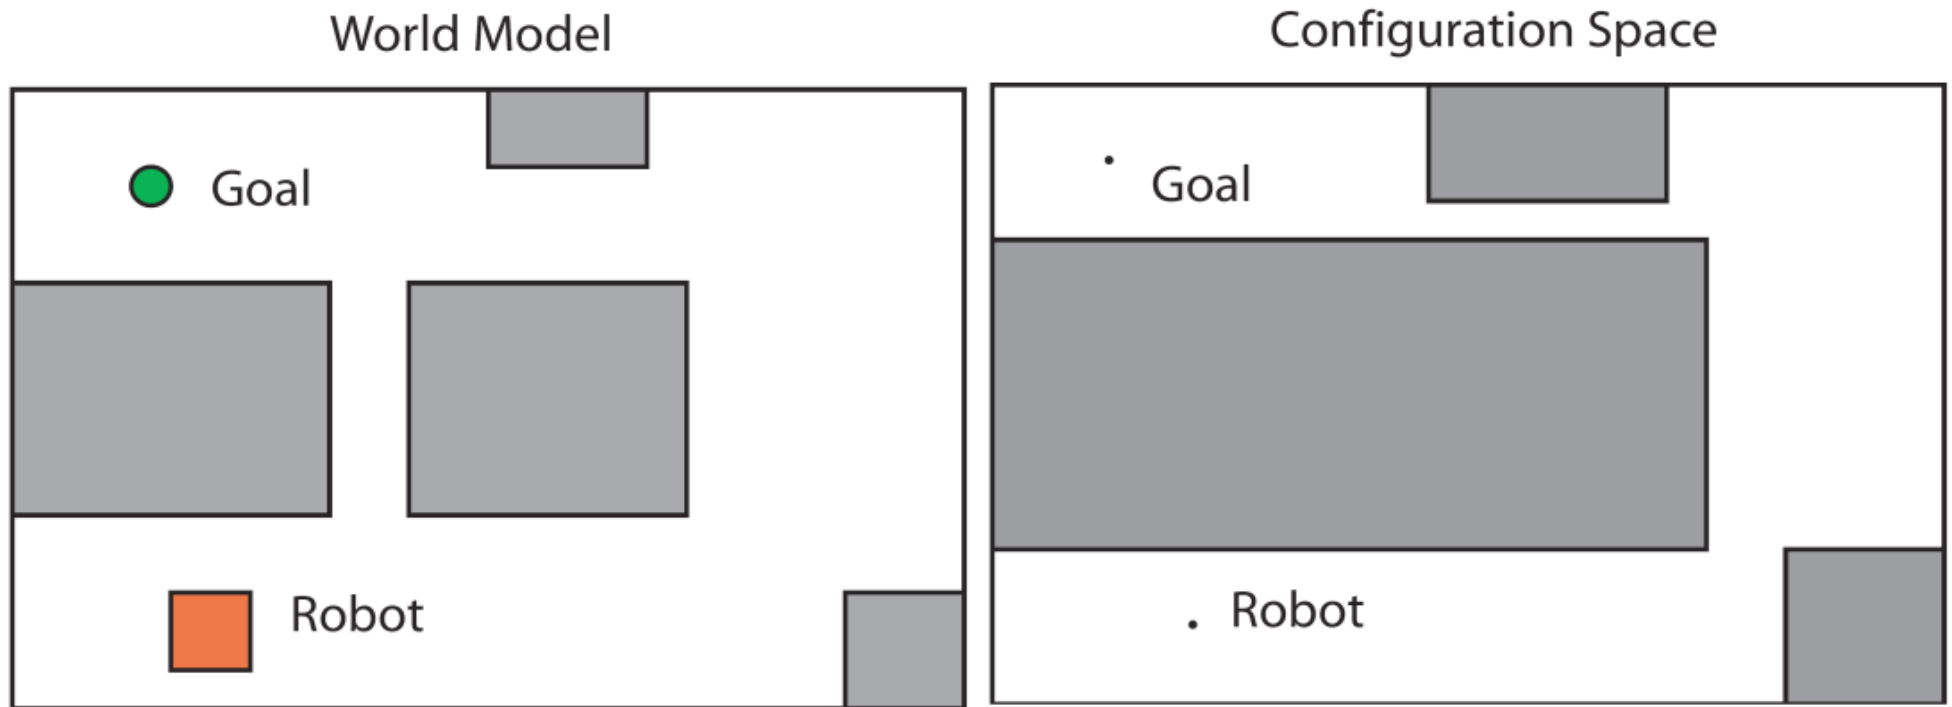 World Model
Configuration Space
Goal
Goal
Robot
Robot